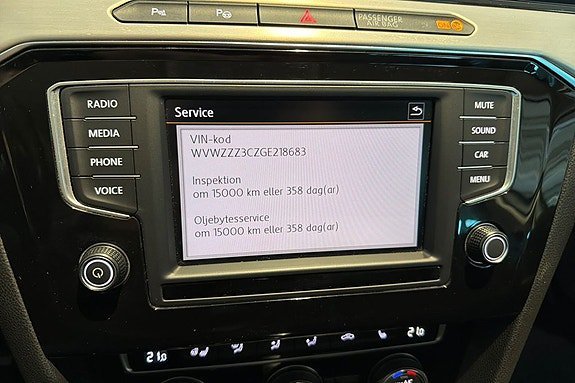 PASSENGER
AIR BAG
RADIO
MEDIA
PHONE
VOICE
Service
VIN-kod
WVWZZZ3CZGE218683
Inspektion
om 15000 km eller 358 dag(ar)
Oljebytesservice
om 15000 km eller 358 dag(ar)
MUTE
SOUND
CAR
MENU
21.0
21.0